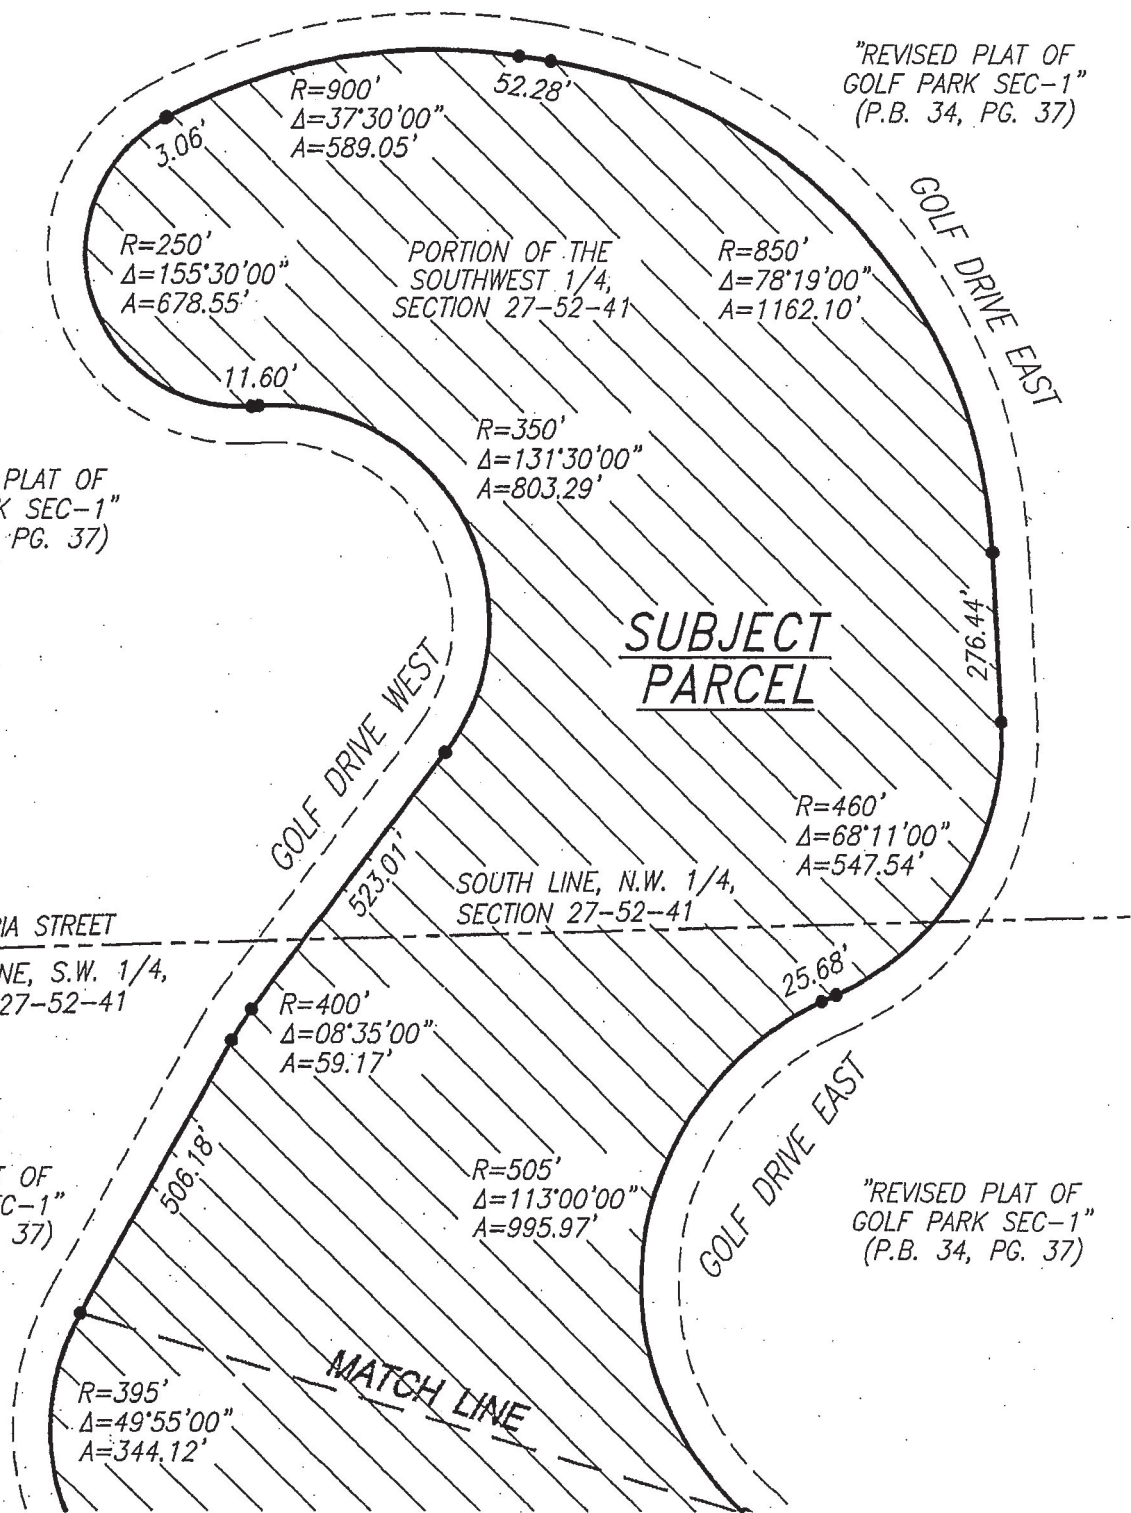 "REVISED PLAT OF
GOLF PARK SEC-1"
(P.B. 34, PG. 37)
R=900'
Δ=37°30'00"
A=589.05'
52.28'
3.06'
GOLF DRIVE EAST
R=250'
Δ=155°30'00"
A=678.55'
PORTION OF THE
SOUTHWEST 1/4,
SECTION 27-52-41
R=850'
Δ=78°19'00"
A=1162.10'
11.60'
R=350'
Δ=131°30'00"
A=803.29'
PLAT OF
K SEC-1"
PG. 37)
SUBJECT
PARCEL
276.44'
GOLF DRIVE WEST
R=460'
Δ=68°11'00"
A=547.54'
523.01'
SOUTH LINE, N.W. 1/4,
SECTION 27-52-41
IA STREET
NE, S.W. 1/4,
27-52-41
25.68'
R=400'
Δ=08°35'00"
A=59.17'
GOLF DRIVE EAST
506.18'
T OF
EC-1"
37)
R=505'
Δ=113°00'00"
A=995.97'
"REVISED PLAT OF
GOLF PARK SEC-1"
(P.B. 34, PG. 37)
MATCH LINE
R=395'
Δ=49°55'00"
A=344.12'